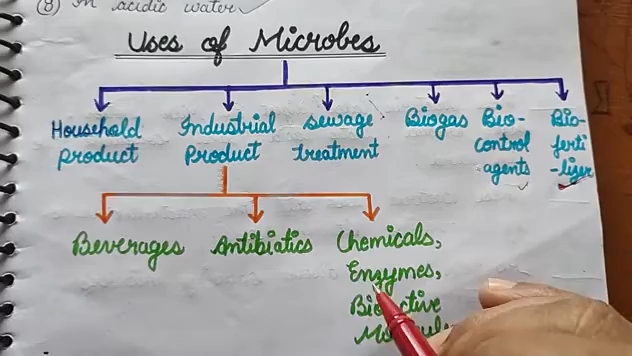 (8) In acidic water
Uses of Microbes
Household Industrial sewage Biogas Bio- Bio-
product Product treatment control ferti
agents -lizer
Beverages Antibiotics Chemicals,
Enzymes,
Bioactive